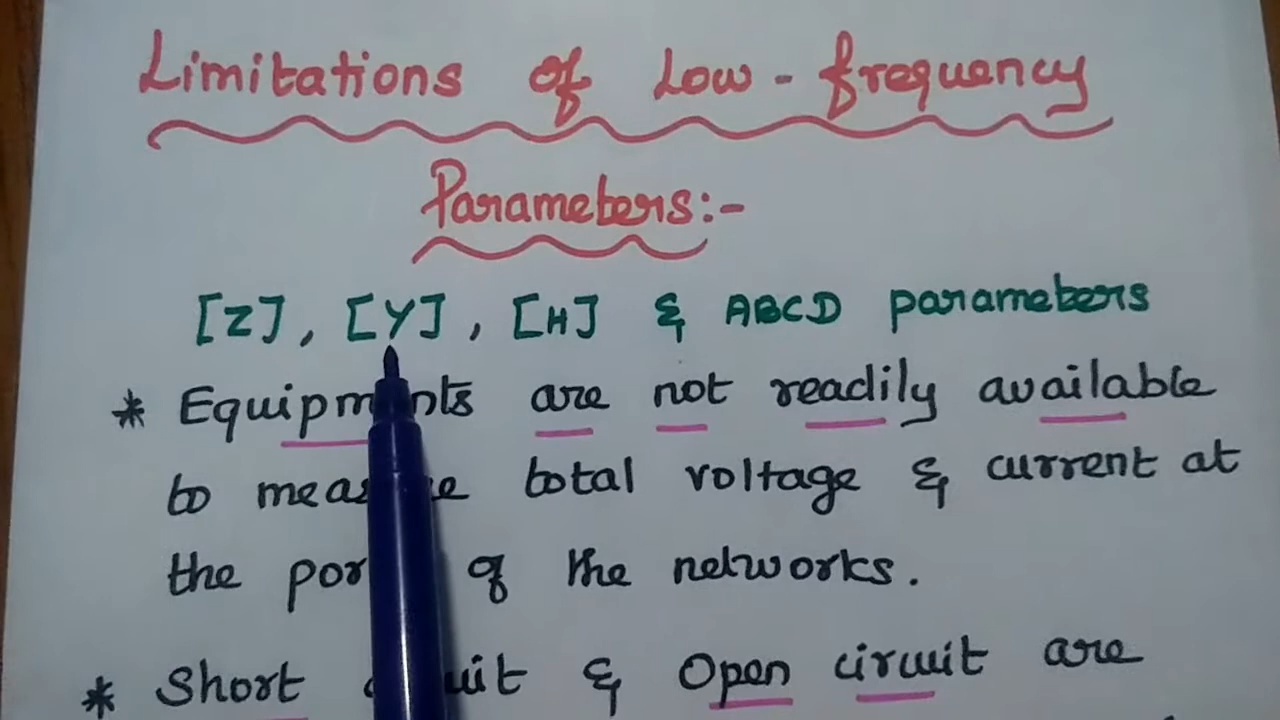 Limitations of Low-frequency
Parameters:-
[Z], [Y], [H] & ABCD parameters
* are not readily available
to total voltage & current at
the of the networks.
* Short & Open circuit are